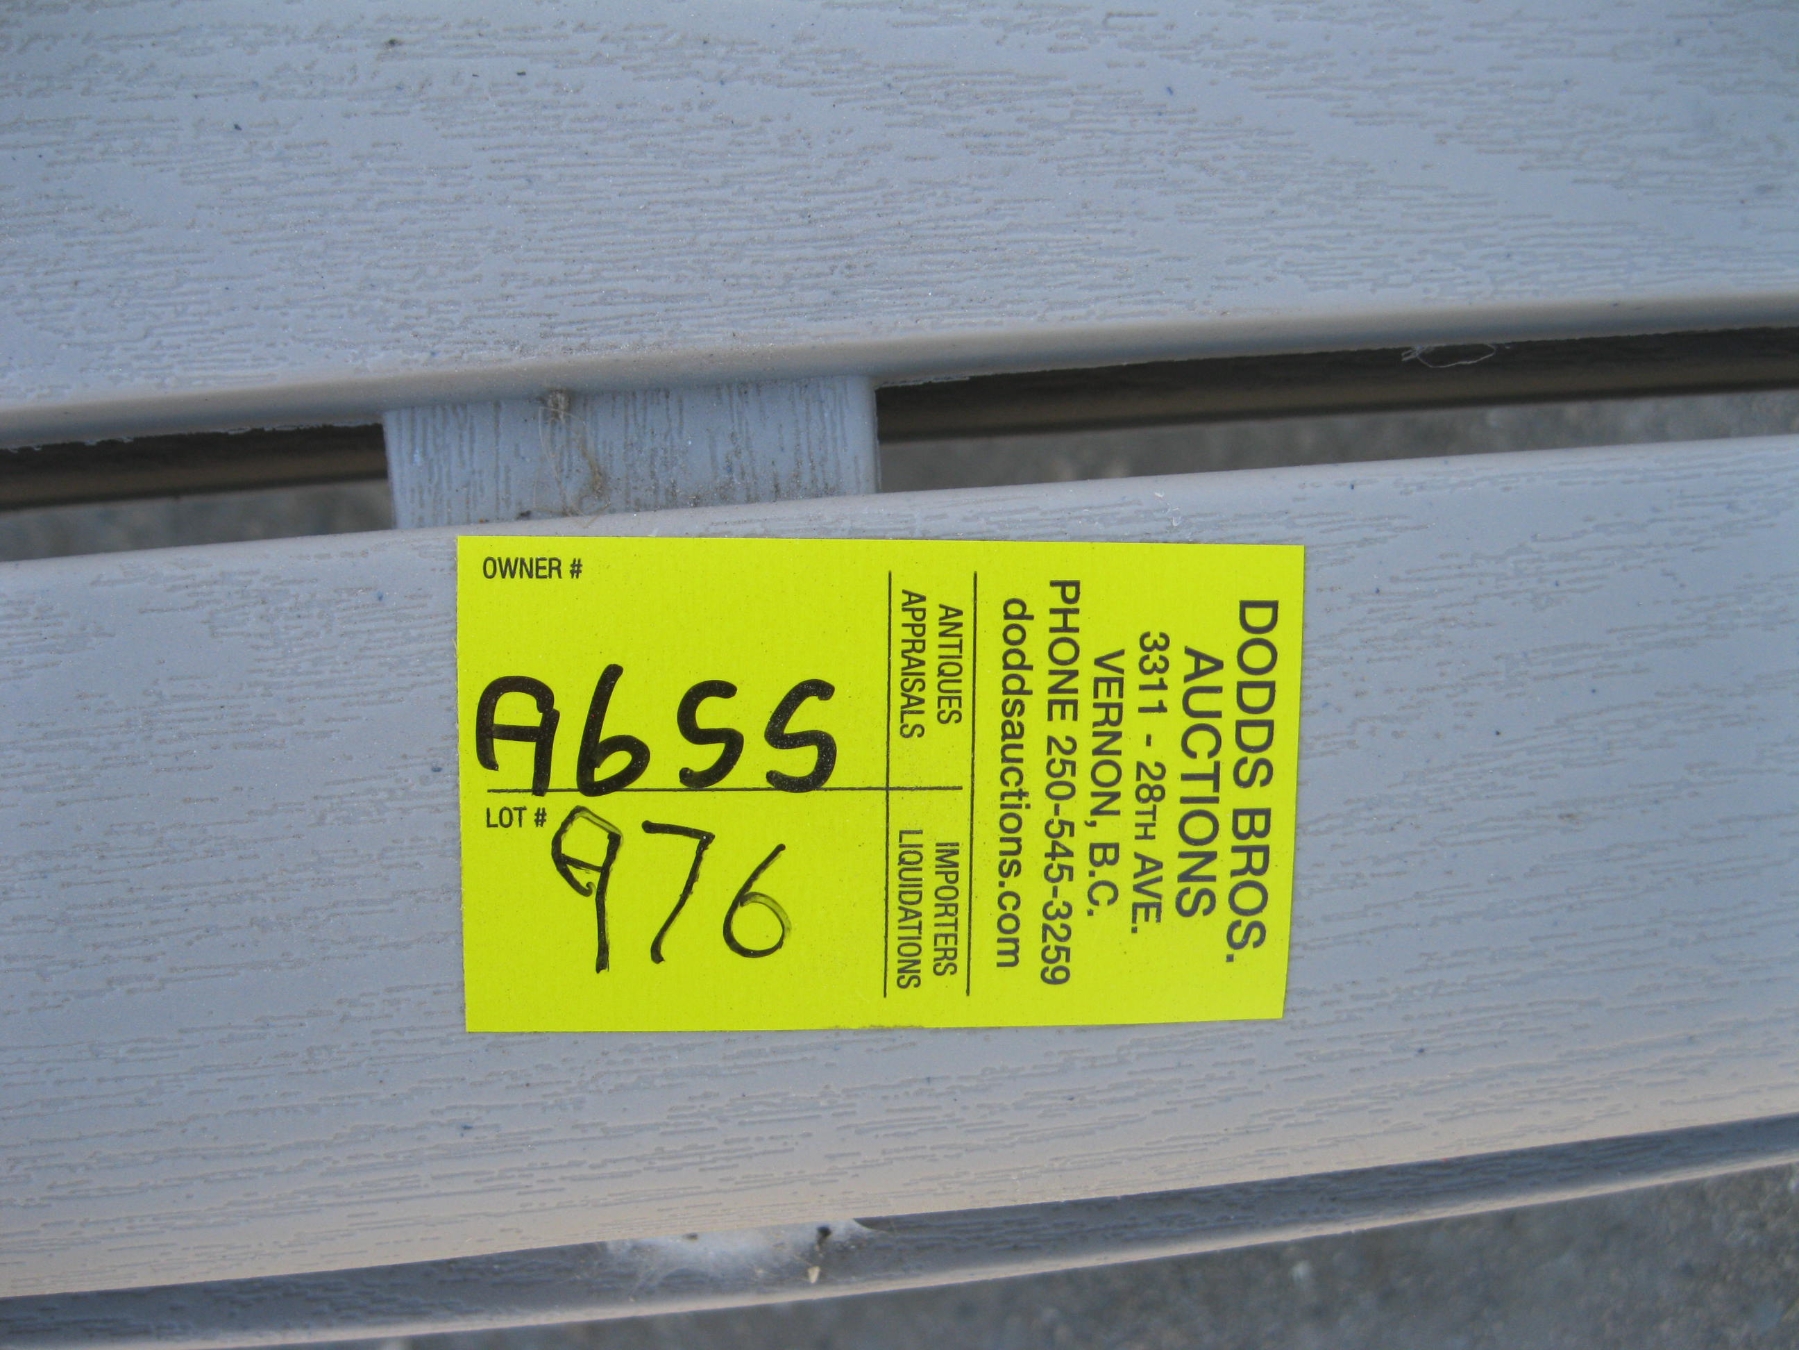 DODDS BROS.
AUCTIONS
3311 - 28TH AVE.
VERNON, B.C.
PHONE 250-545-3259
doddsauctions.com
ANTIQUES
APPRAISALS
IMPORTERS
LIQUIDATIONS
OWNER #
A655
LOT #
976